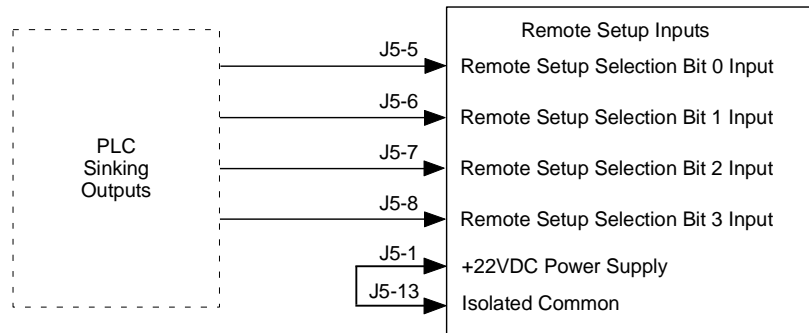 Remote Setup Inputs
J5-5
Remote Setup Selection Bit 0 Input
J5-6
Remote Setup Selection Bit 1 Input
PLC
Sinking
Outputs
J5-7
Remote Setup Selection Bit 2 Input
J5-8
Remote Setup Selection Bit 3 Input
J5-1
+22VDC Power Supply
J5-13
Isolated Common